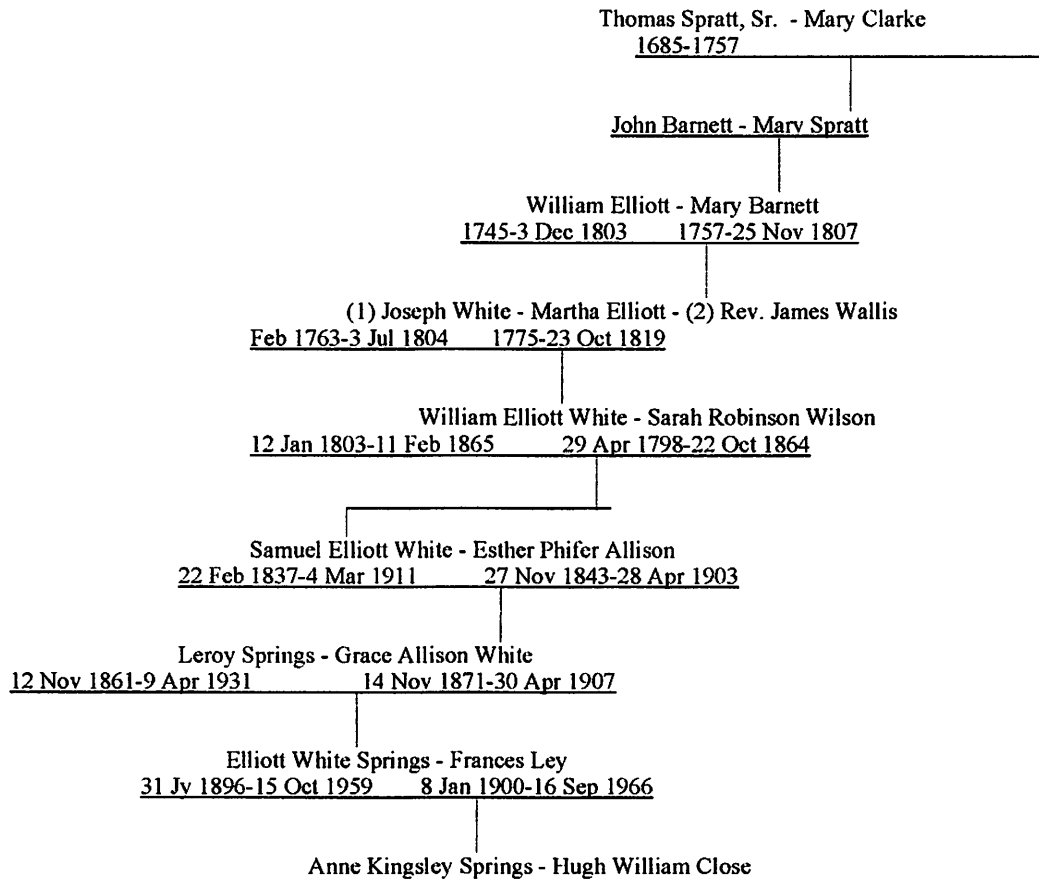 Thomas Spratt, Sr. - Mary Clarke
1685-1757
John Barnett - Mary Spratt
William Elliott - Mary Barnett
1745-3 Dec 1803 1757-25 Nov 1807
(1) Joseph White - Martha Elliott - (2) Rev. James Wallis
Feb 1763-3 Jul 1804 1775-23 Oct 1819
William Elliott White - Sarah Robinson Wilson
12 Jan 1803-11 Feb 1865 29 Apr 1798-22 Oct 1864
Samuel Elliott White - Esther Phifer Allison
22 Feb 1837-4 Mar 1911 27 Nov 1843-28 Apr 1903
Leroy Springs - Grace Allison White
12 Nov 1861-9 Apr 1931 14 Nov 1871-30 Apr 1907
Elliott White Springs - Frances Ley
31 Jy 1896-15 Oct 1959 8 Jan 1900-16 Sep 1966
Anne Kingsley Springs - Hugh William Close